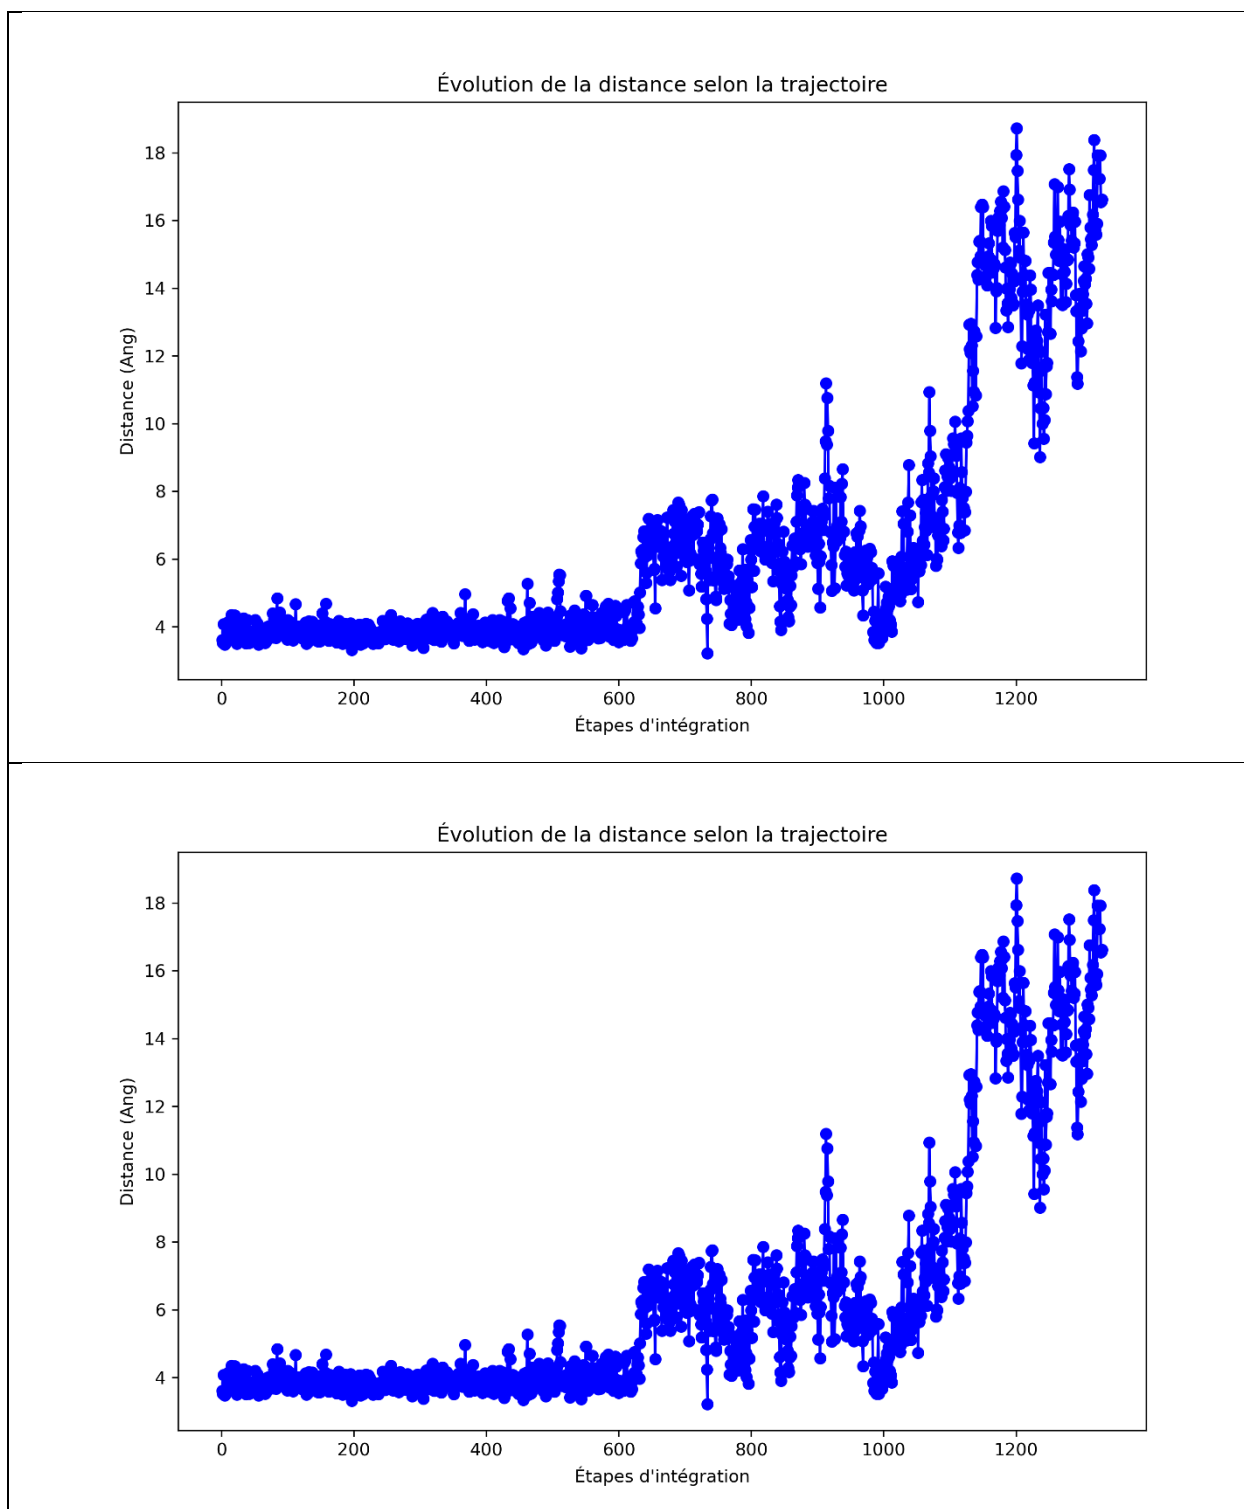 Évolution de la distance selon la trajectoire
18
16
14
12
10
8
6
4
Distance (Ang)
0 200 400 600 800 1000 1200
Étapes d'intégration
Évolution de la distance selon la trajectoire
18
16
14
12
10
8
6
4
Distance (Ang)
0 200 400 600 800 1000 1200
Étapes d'intégration